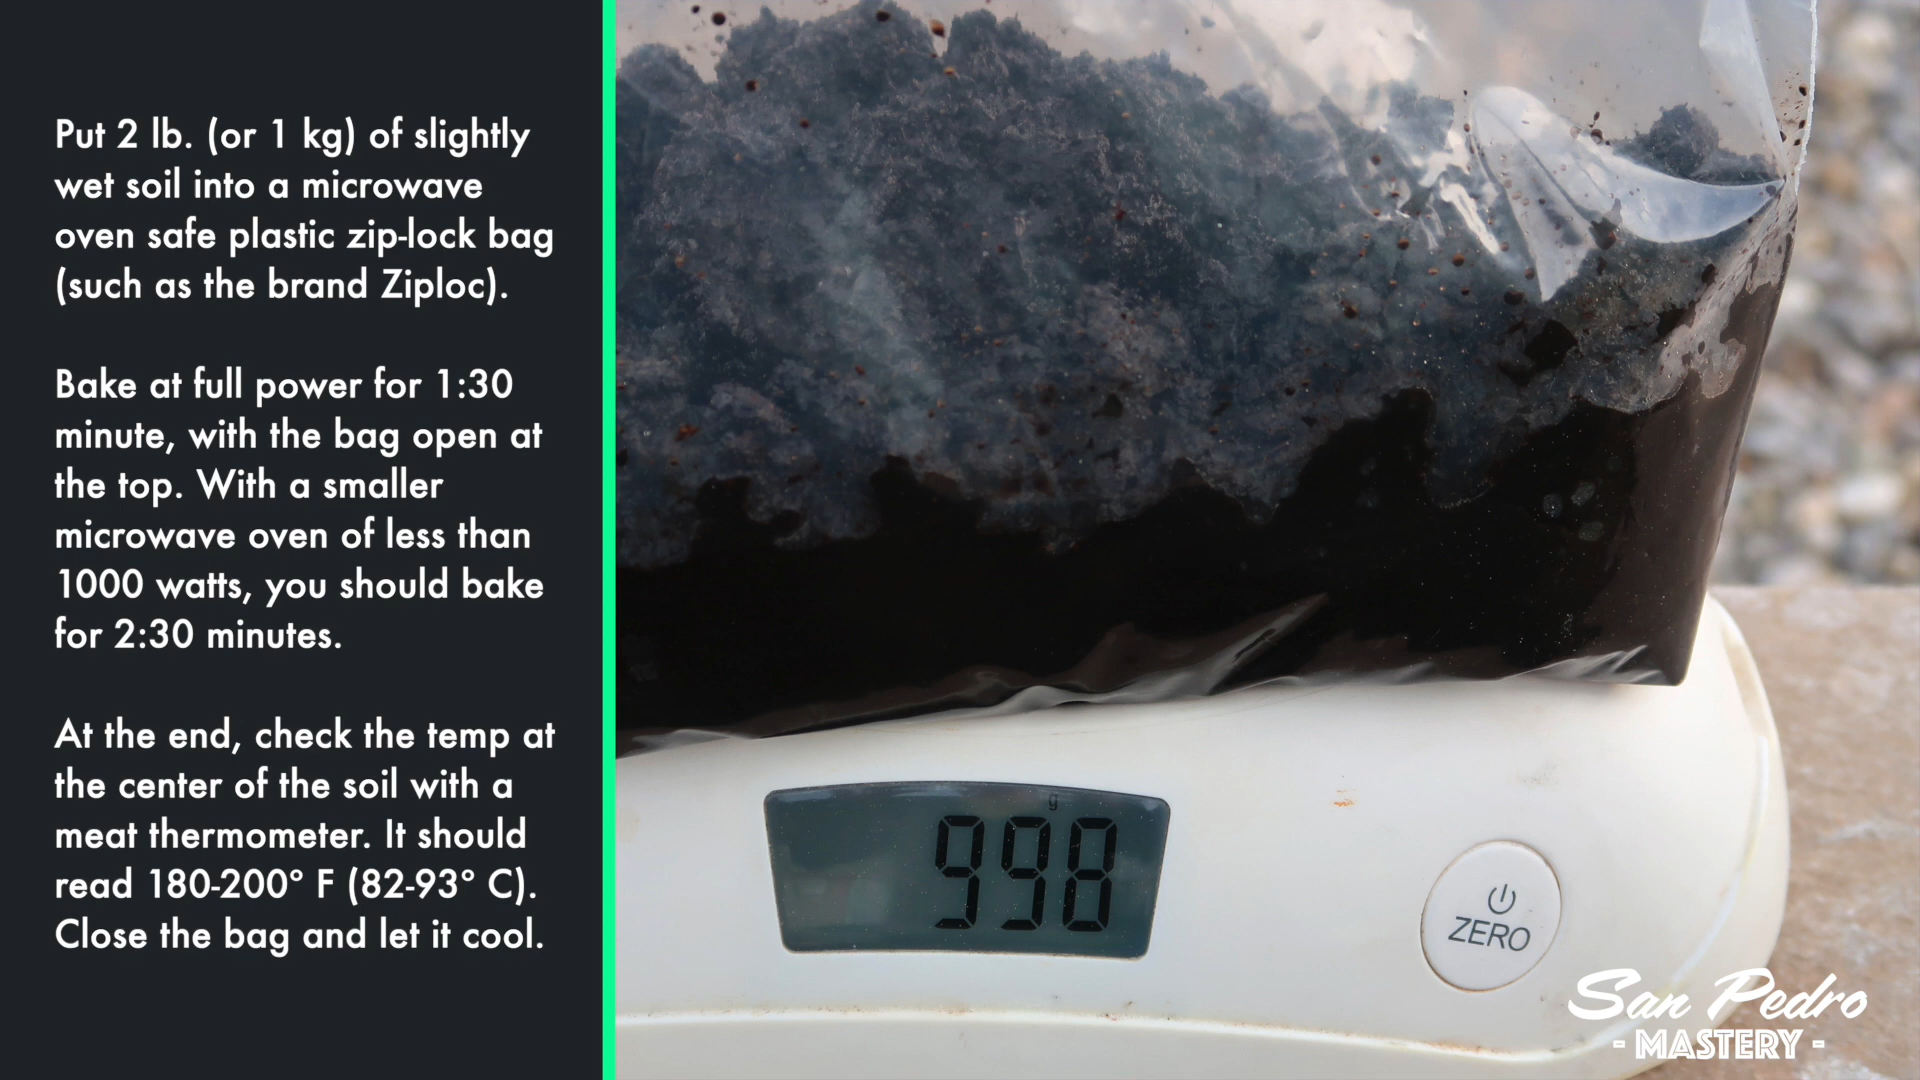 Put 2 lb. (or 1 kg) of slightly
wet soil into a microwave
oven safe plastic zip-lock bag
(such as the brand Ziploc).
Bake at full power for 1:30
minute, with the bag open at
the top. With a smaller
microwave oven of less than
1000 watts, you should bake
for 2:30 minutes.
At the end, check the temp at
the center of the soil with a
meat thermometer. It should
read 180-200° F (82-93° C).
Close the bag and let it cool.
g
998
ZERO
San Pedro
- MASTERY -